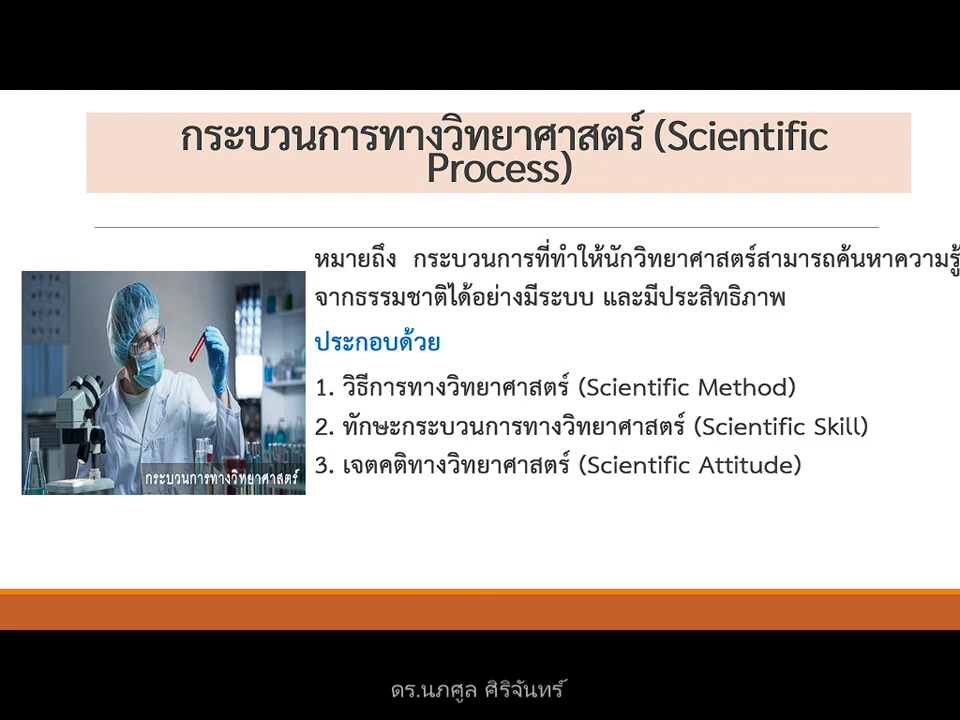 กระบวนการทางวิทยาศาสตร์ (Scientific
Process)
หมายถึง กระบวนการที่ทำให้นักวิทยาศาสตร์สามารถค้นหาความรู้
จากธรรมชาติได้อย่างมีระบบ และมีประสิทธิภาพ
ประกอบด้วย
1. วิธีการทางวิทยาศาสตร์ (Scientific Method)
2. ทักษะกระบวนการทางวิทยาศาสตร์ (Scientific Skill)
3. เจตคติทางวิทยาศาสตร์ (Scientific Attitude)
กระบวนการทางวิทยาศาสตร์
ดร.นภศูล ศิริจันทร์